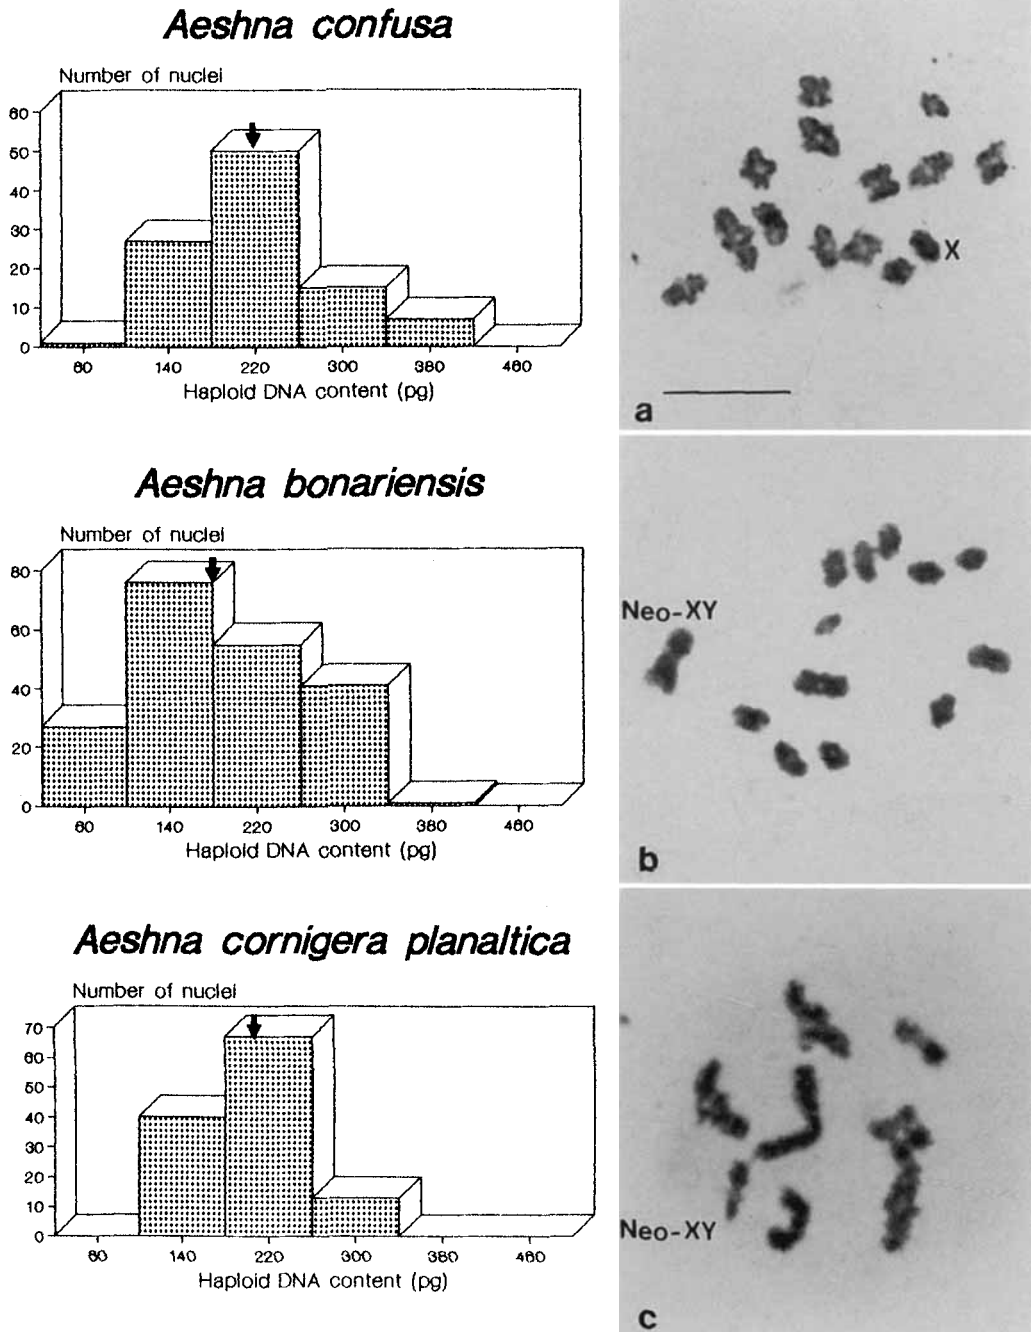 Aeshna confusa
Number of nuclei
60
50
40
30
20
10
0
60 140 220 300 380 460
Haploid DNA content (pg)
X
a
Aeshna bonariensis
Number of nuclei
80
60
40
20
0
60 140 220 300 380 460
Haploid DNA content (pg)
Neo-XY
b
Aeshna cornigera planaltica
Number of nuclei
70
60
50
40
30
20
10
0
60 140 220 300 380 460
Haploid DNA content (pg)
Neo-XY
c